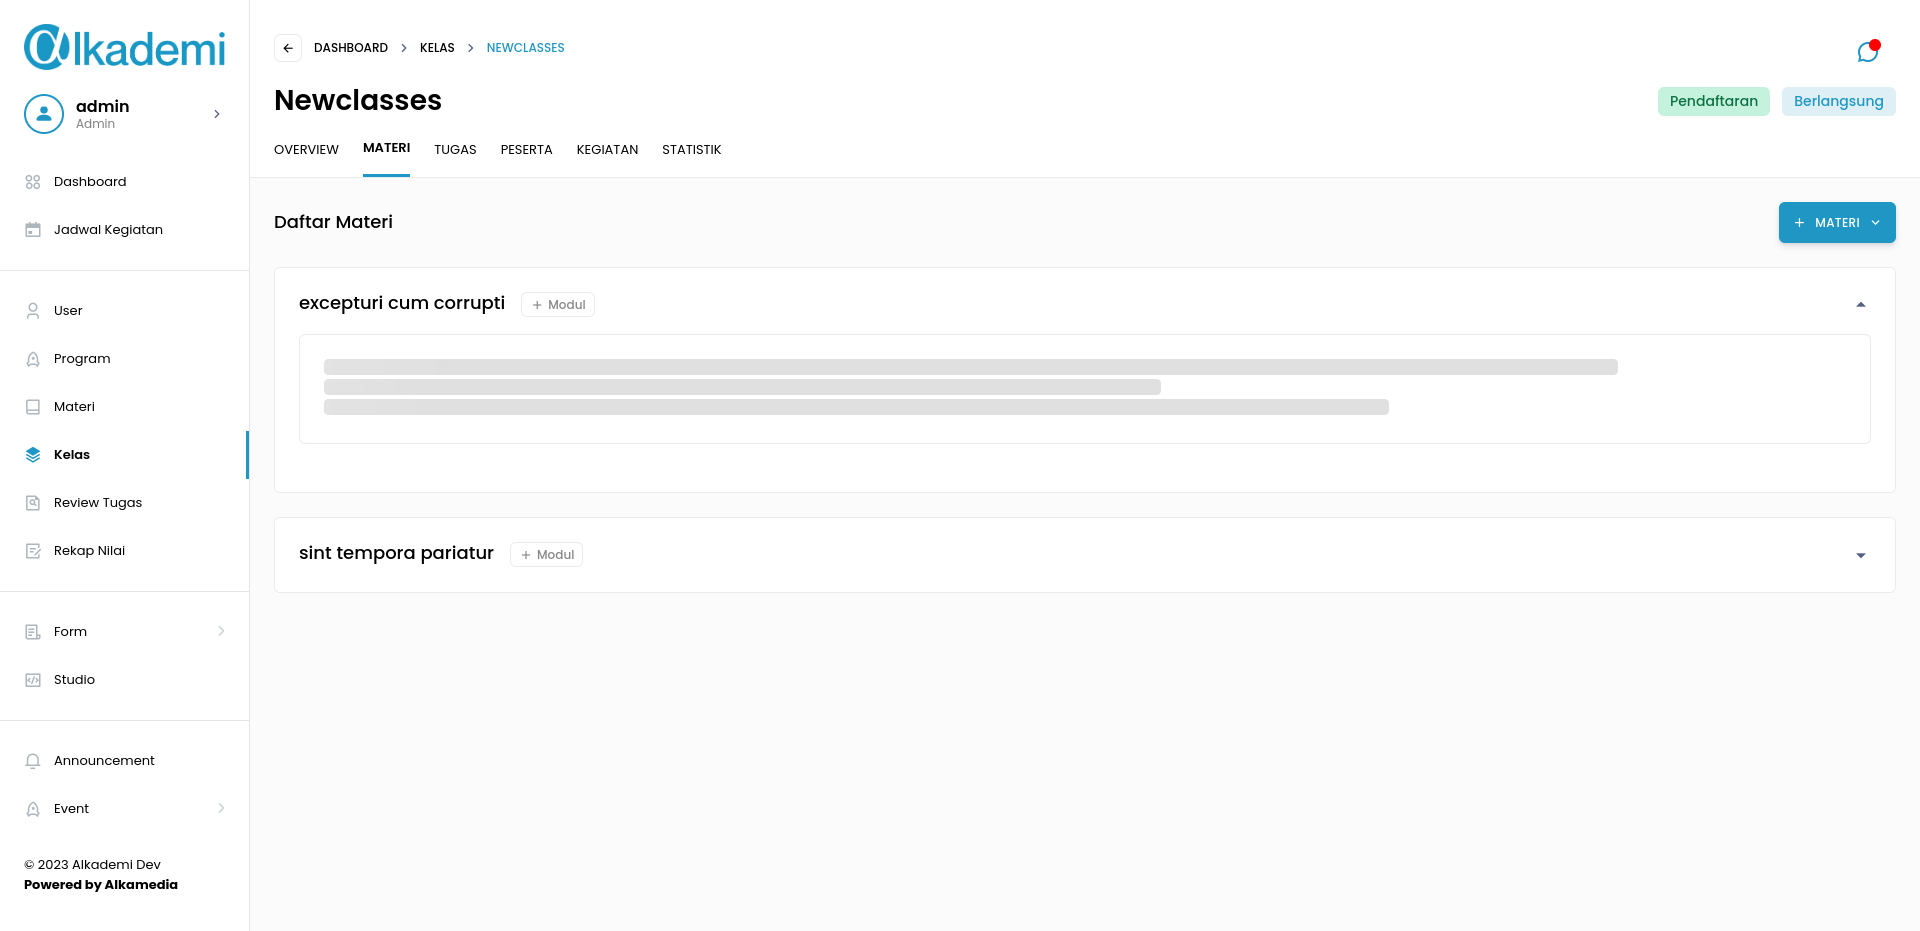 Alkademi
admin
Admin
Dashboard
Jadwal Kegiatan
User
Program
Materi
Kelas
Review Tugas
Rekap Nilai
Form
Studio
Announcement
Event
© 2023 Alkademi Dev
Powered by Alkamedia
DASHBOARD > KELAS > NEWCLASSES
Newclasses
Pendaftaran Berlangsung
OVERVIEW MATERI TUGAS PESERTA KEGIATAN STATISTIK
Daftar Materi
+ MATERI
excepturi cum corrupti + Modul
sint tempora pariatur + Modul